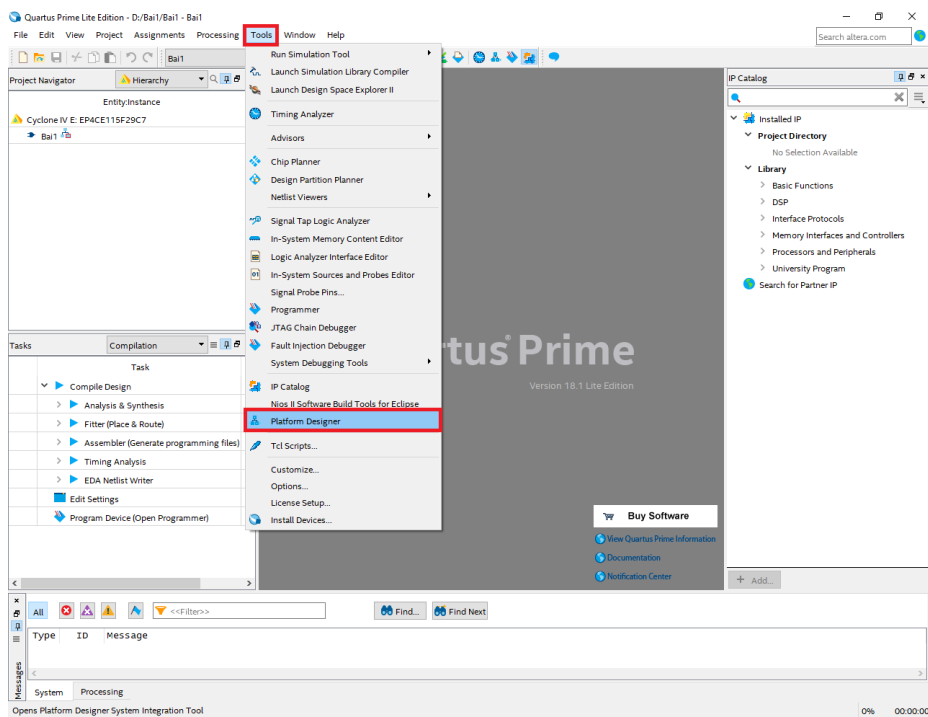 Quartus Prime Lite Edition - D:/Bai1/Bai1 - Bai1
File Edit View Project Assignments Processing Tools Window Help
Search altera.com
Bai1
Project Navigator
Hierarchy
Entity:Instance
Cyclone IV E: EP4CE115F29C7
Bai1
Run Simulation Tool
Launch Simulation Library Compiler
Launch Design Space Explorer II
Timing Analyzer
Advisors
Chip Planner
Design Partition Planner
Netlist Viewers
Signal Tap Logic Analyzer
In-System Memory Content Editor
Logic Analyzer Interface Editor
In-System Sources and Probes Editor
Signal Probe Pins...
Programmer
JTAG Chain Debugger
Fault Injection Debugger
System Debugging Tools
IP Catalog
Nios II Software Build Tools for Eclipse
Platform Designer
Tcl Scripts...
Customize...
Options...
License Setup...
Install Devices...
IP Catalog
Installed IP
Project Directory
No Selection Available
Library
Basic Functions
DSP
Interface Protocols
Memory Interfaces and Controllers
Processors and Peripherals
University Program
Search for Partner IP
+ Add...
Tasks
Compilation
Task
Compile Design
Analysis & Synthesis
Fitter (Place & Route)
Assembler (Generate programming files)
Timing Analysis
EDA Netlist Writer
Edit Settings
Program Device (Open Programmer)
tus Prime
Version 18.1 Lite Edition
Buy Software
View Quartus Prime Information
Documentation
Notification Center
All
<<Filter>>
Find...
Find Next
Type ID Message
Messages
System Processing
Opens Platform Designer System Integration Tool
0% 00:00:00